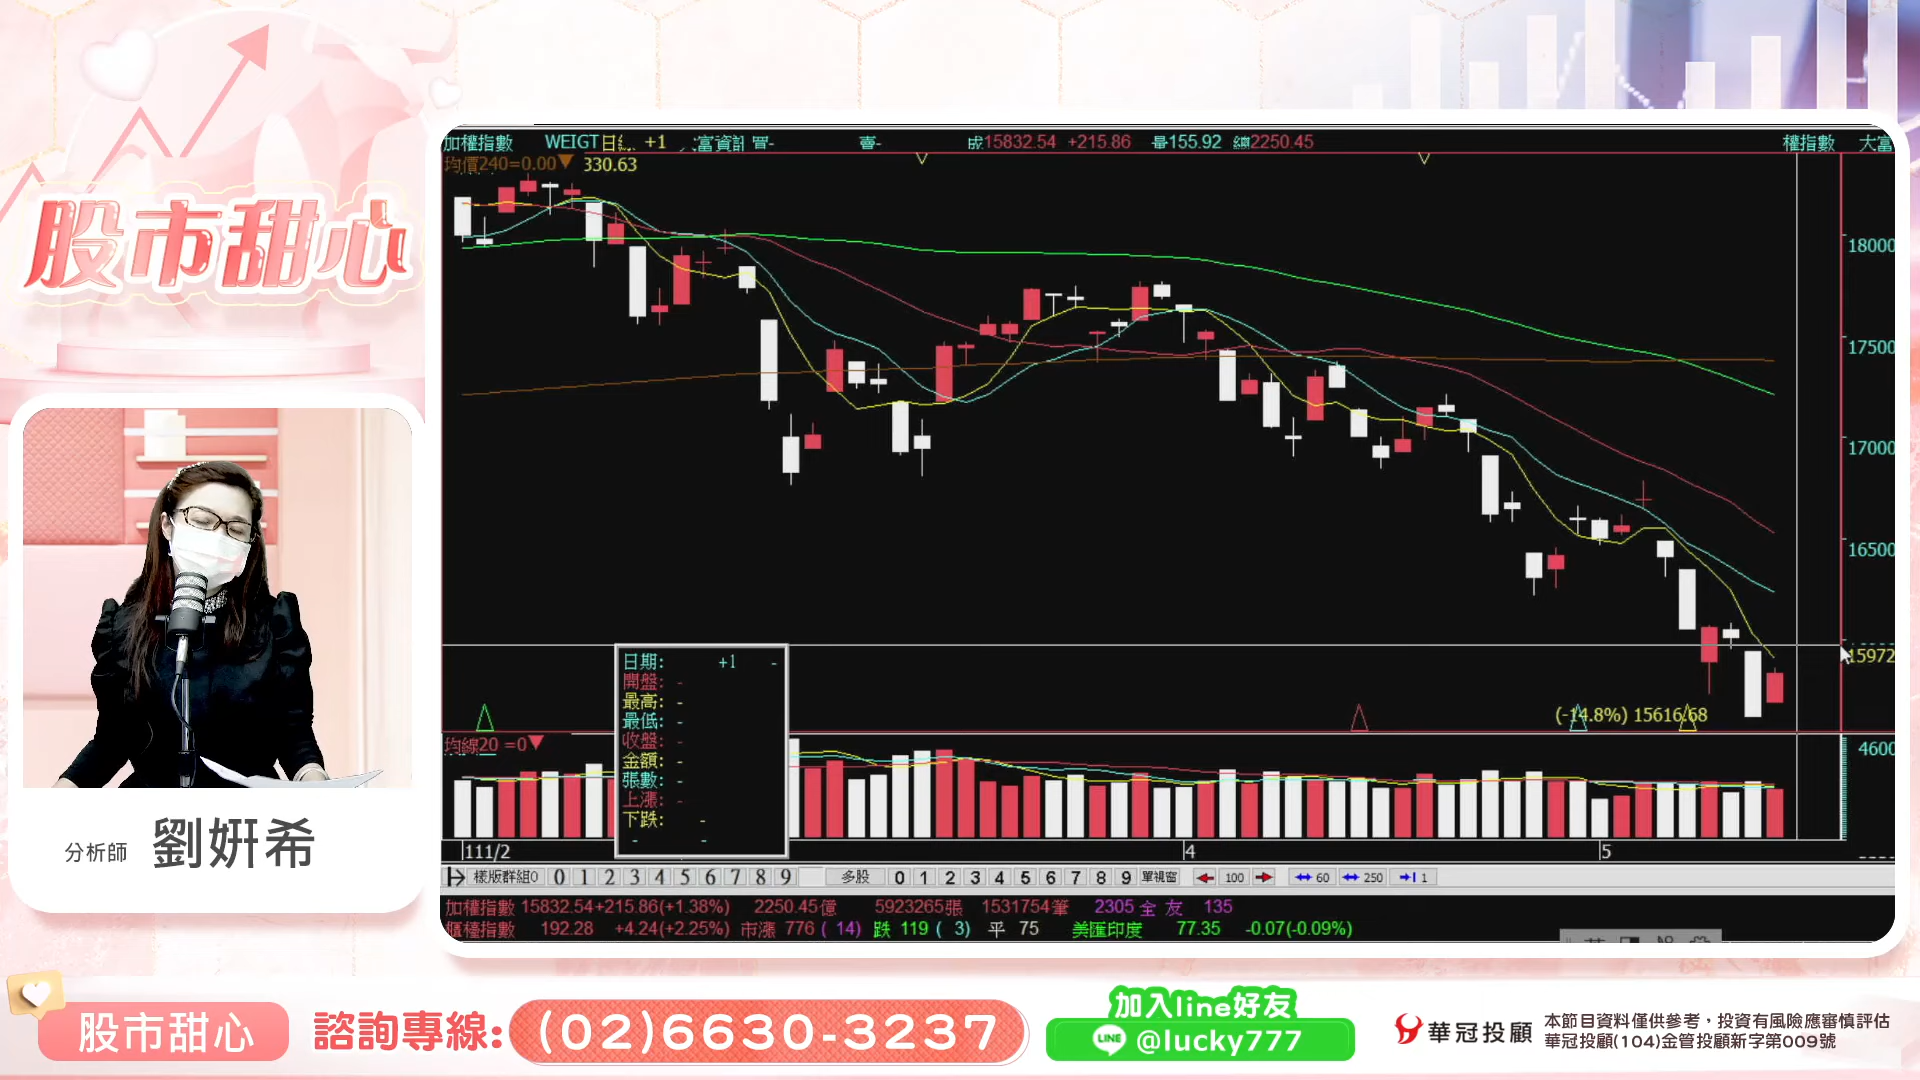 股市甜心
分析師 劉妍希
加權指數 WEIGT日線 +1 大富資訊 買- 賣- 成15832.54 +215.86 量155.92 總2250.45 權指數 大富
均價240=0.00▼ 330.63
18000
17500
17000
16500
15972
(-14.8%) 15616.68
日期: +1 -
開盤: -
最高: -
最低: -
收盤: -
金額: -
張數: -
上漲: -
下跌: -
均線20 =0▼
4600
111/2 4 5
樣版群組0 0 1 2 3 4 5 6 7 8 9 多股 0 1 2 3 4 5 6 7 8 9 單視窗 100 60 250 1
加權指數 15832.54+215.86(+1.38%) 2250.45億 5923265張 1531754筆 2305 全 友 135
櫃檯指數 192.28 +4.24(+2.25%) 市漲 776 ( 14) 跌 119 ( 3) 平 75 美匯印度 77.35 -0.07(-0.09%)
股市甜心
諮詢專線:(02)6630-3237
加入line好友
LINE @lucky777
華冠投顧
本節目資料僅供參考,投資有風險應審慎評估
華冠投顧(104)金管投顧新字第009號